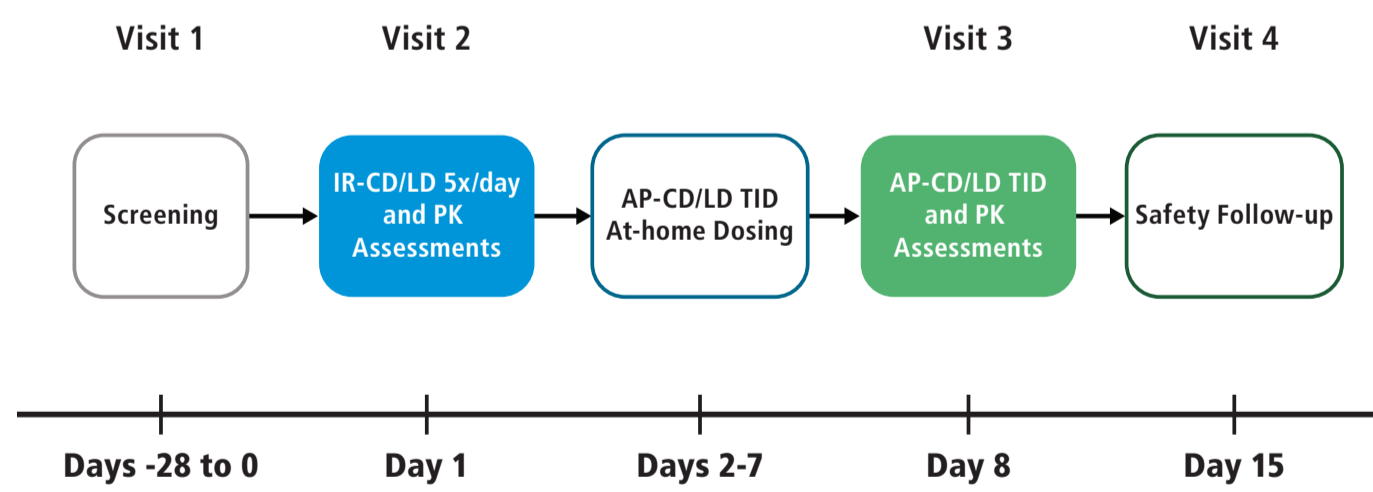 Visit 1
Visit 2
Visit 3
Visit 4
Screening
IR-CD/LD 5x/day
and PK
Assessments
AP-CD/LD TID
At-home Dosing
AP-CD/LD TID
and PK
Assessments
Safety Follow-up
Days -28 to 0
Day 1
Days 2-7
Day 8
Day 15